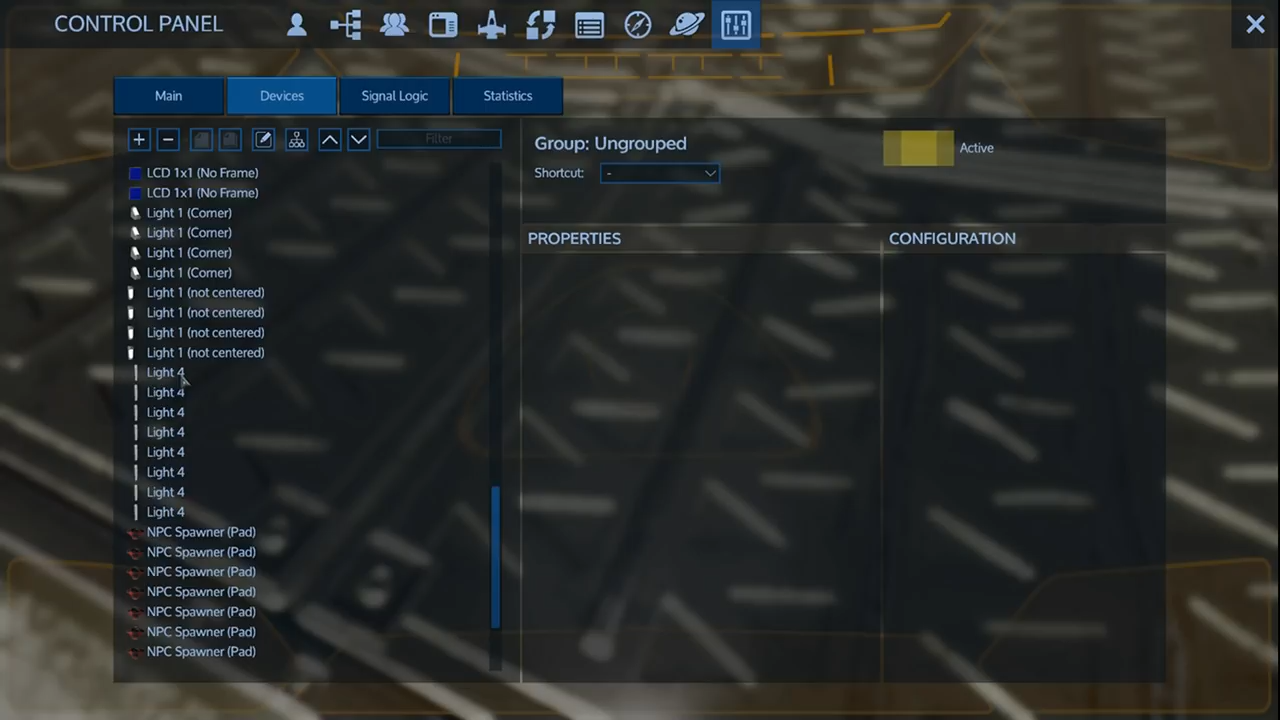 CONTROL PANEL
Main
Devices
Signal Logic
Statistics
Filter
LCD 1x1 (No Frame)
LCD 1x1 (No Frame)
Light 1 (Corner)
Light 1 (Corner)
Light 1 (Corner)
Light 1 (Corner)
Light 1 (not centered)
Light 1 (not centered)
Light 1 (not centered)
Light 1 (not centered)
Light 4
Light 4
Light 4
Light 4
Light 4
Light 4
Light 4
Light 4
NPC Spawner (Pad)
NPC Spawner (Pad)
NPC Spawner (Pad)
NPC Spawner (Pad)
NPC Spawner (Pad)
NPC Spawner (Pad)
NPC Spawner (Pad)
Group: Ungrouped
Active
Shortcut: -
PROPERTIES
CONFIGURATION